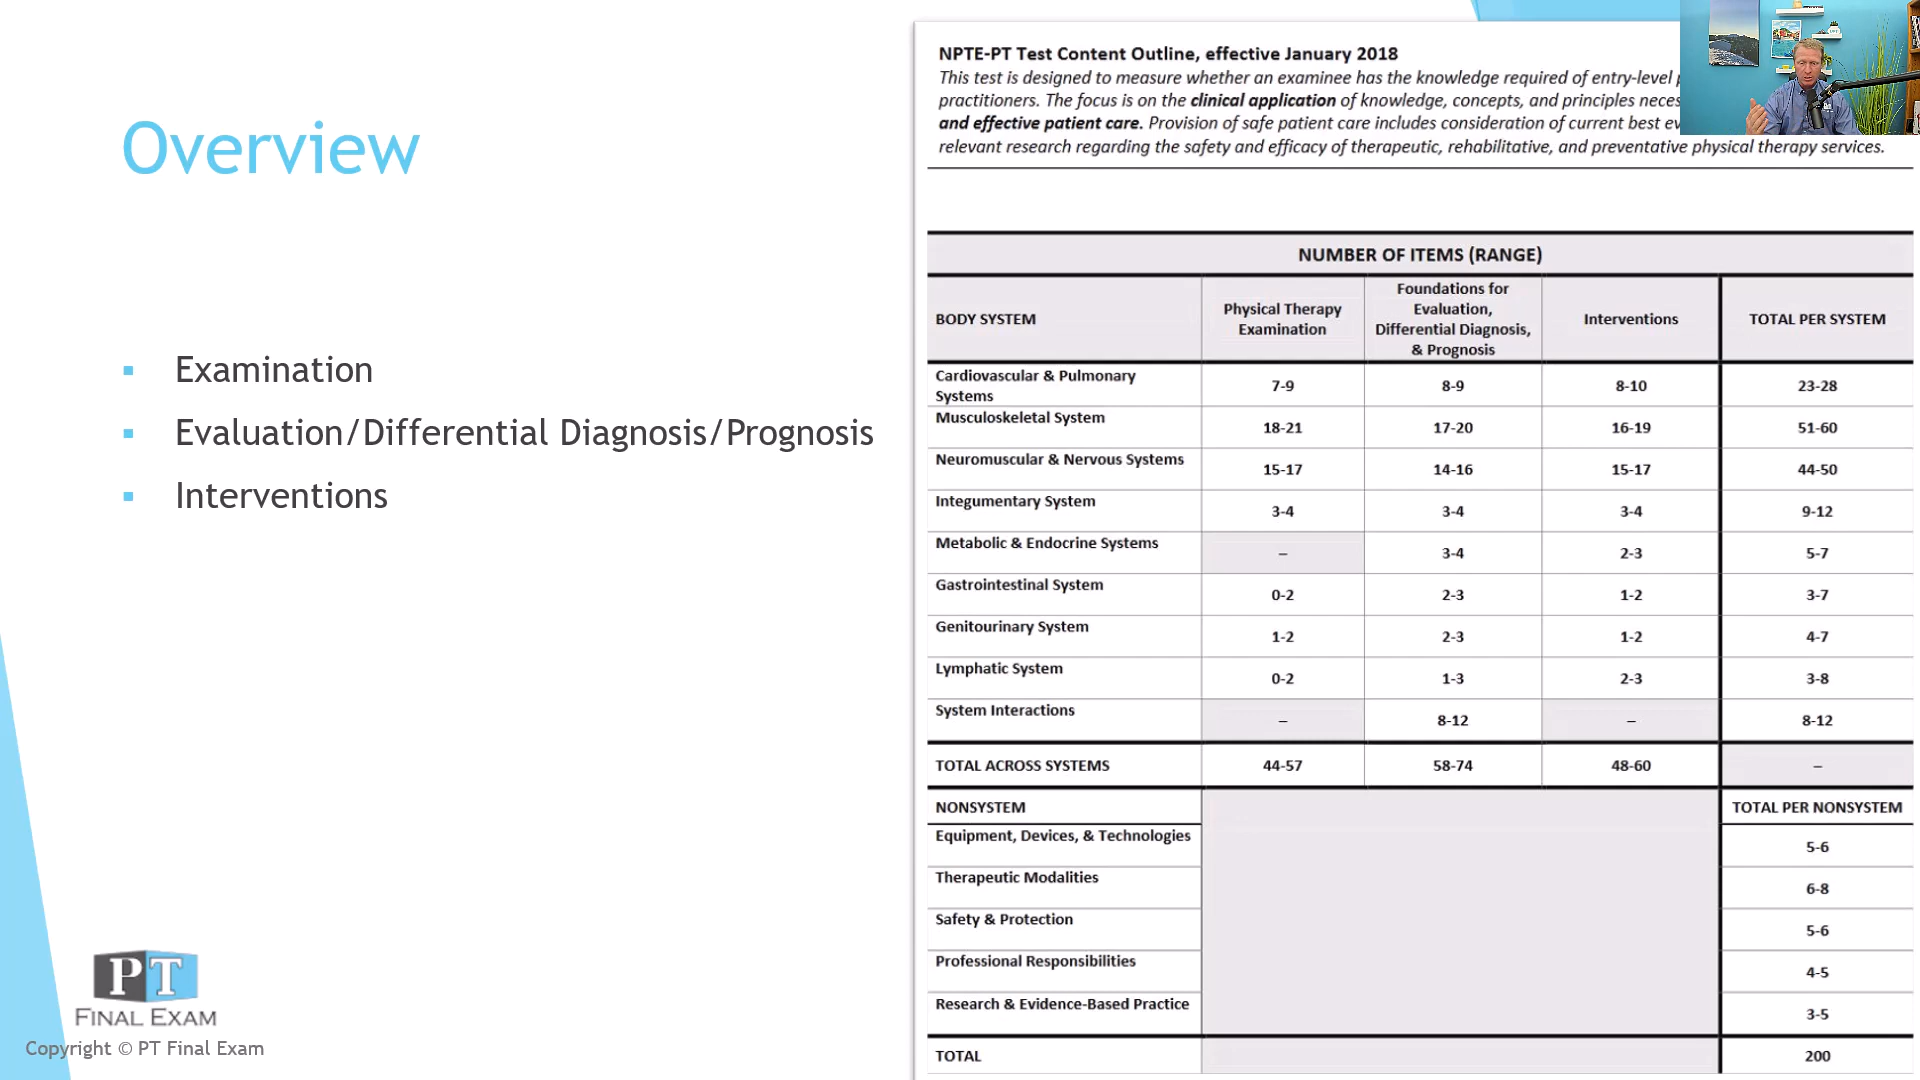 Overview
▪ Examination
▪ Evaluation/Differential Diagnosis/Prognosis
▪ Interventions
PT
FINAL EXAM
Copyright © PT Final Exam
NPTE-PT Test Content Outline, effective January 2018
This test is designed to measure whether an examinee has the knowledge required of entry-level
practitioners. The focus is on the clinical application of knowledge, concepts, and principles
and effective patient care. Provision of safe patient care includes consideration of current best
relevant research regarding the safety and efficacy of therapeutic, rehabilitative, and preventative physical therapy services.
NUMBER OF ITEMS (RANGE)
BODY SYSTEM
Physical Therapy
Examination
Foundations for
Evaluation,
Differential Diagnosis,
& Prognosis
Interventions
TOTAL PER SYSTEM
Cardiovascular & Pulmonary
Systems
7-9 8-9 8-10 23-28
Musculoskeletal System 18-21 17-20 16-19 51-60
Neuromuscular & Nervous Systems 15-17 14-16 15-17 44-50
Integumentary System 3-4 3-4 3-4 9-12
Metabolic & Endocrine Systems – 3-4 2-3 5-7
Gastrointestinal System 0-2 2-3 1-2 3-7
Genitourinary System 1-2 2-3 1-2 4-7
Lymphatic System 0-2 1-3 2-3 3-8
System Interactions – 8-12 – 8-12
TOTAL ACROSS SYSTEMS 44-57 58-74 48-60 –
NONSYSTEM TOTAL PER NONSYSTEM
Equipment, Devices, & Technologies 5-6
Therapeutic Modalities 6-8
Safety & Protection 5-6
Professional Responsibilities 4-5
Research & Evidence-Based Practice 3-5
TOTAL 200